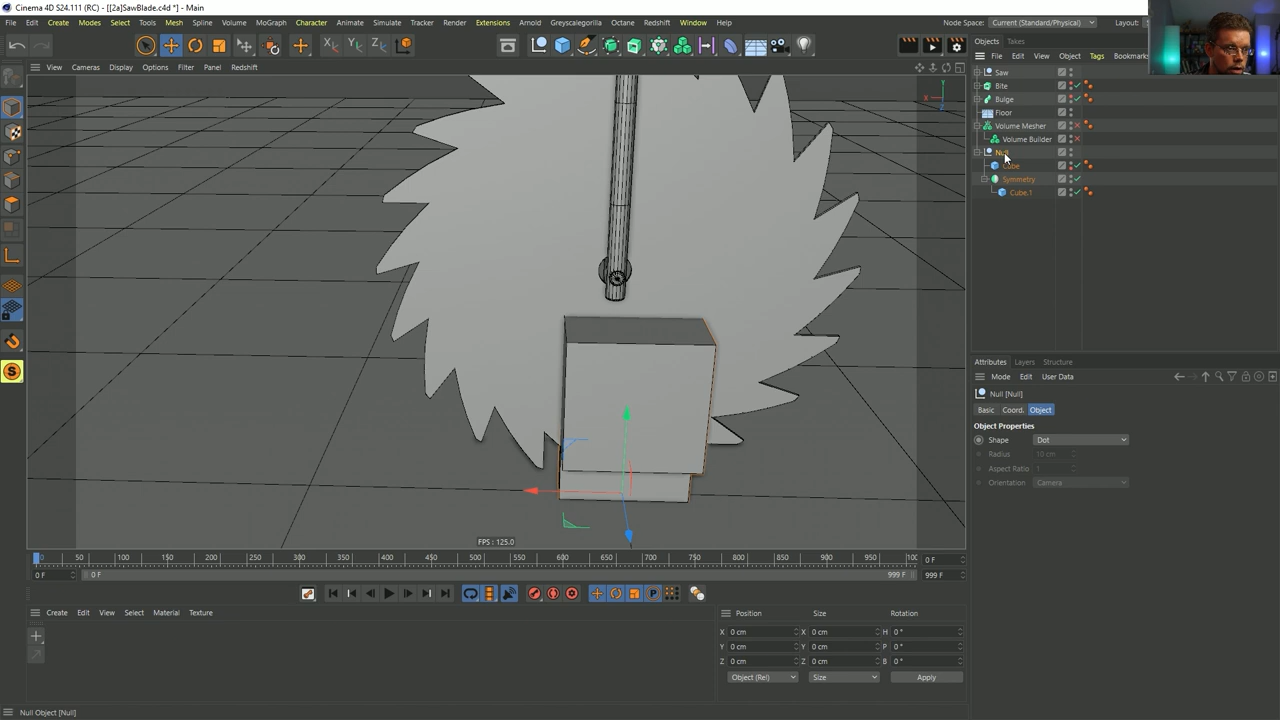 CINEMA 4D S24.111 (RC) - [[2a]SawBlade.c4d *] - Main
File Create Modes Select Tools Mesh Spline Volume MoGraph Character Animate Simulate Tracker Render Extensions Arnold Greyscalegorilla Octane Redshift Window Help Node Space: Current (Standard/Physical) Layout:
View Cameras Display Options Filter Panel Redshift
Objects Takes
File Edit View Object Tags Bookmarks
Saw
Bite
Bulge
Floor
Volume Mesher
Volume Builder
Null
Cube
Symmetry
Cube.1
Attributes Layers Structure
Mode Edit User Data
Null [Null]
Basic Coord. Object
Object Properties
Shape Dot
Radius 10 cm
Aspect Ratio 1
Orientation Camera
FPS : 125.0
0 50 100 150 200 250 300 350 400 450 500 550 600 650 700 750 800 850 900 950 0 F
0 F 0 F 999 F 999 F
Create Edit View Select Material Texture
Position Size Rotation
X 0 cm X 0 cm H 0 °
Y 0 cm Y 0 cm P 0 °
Z 0 cm Z 0 cm B 0 °
Object (Rel) Size Apply
Null Object [Null]